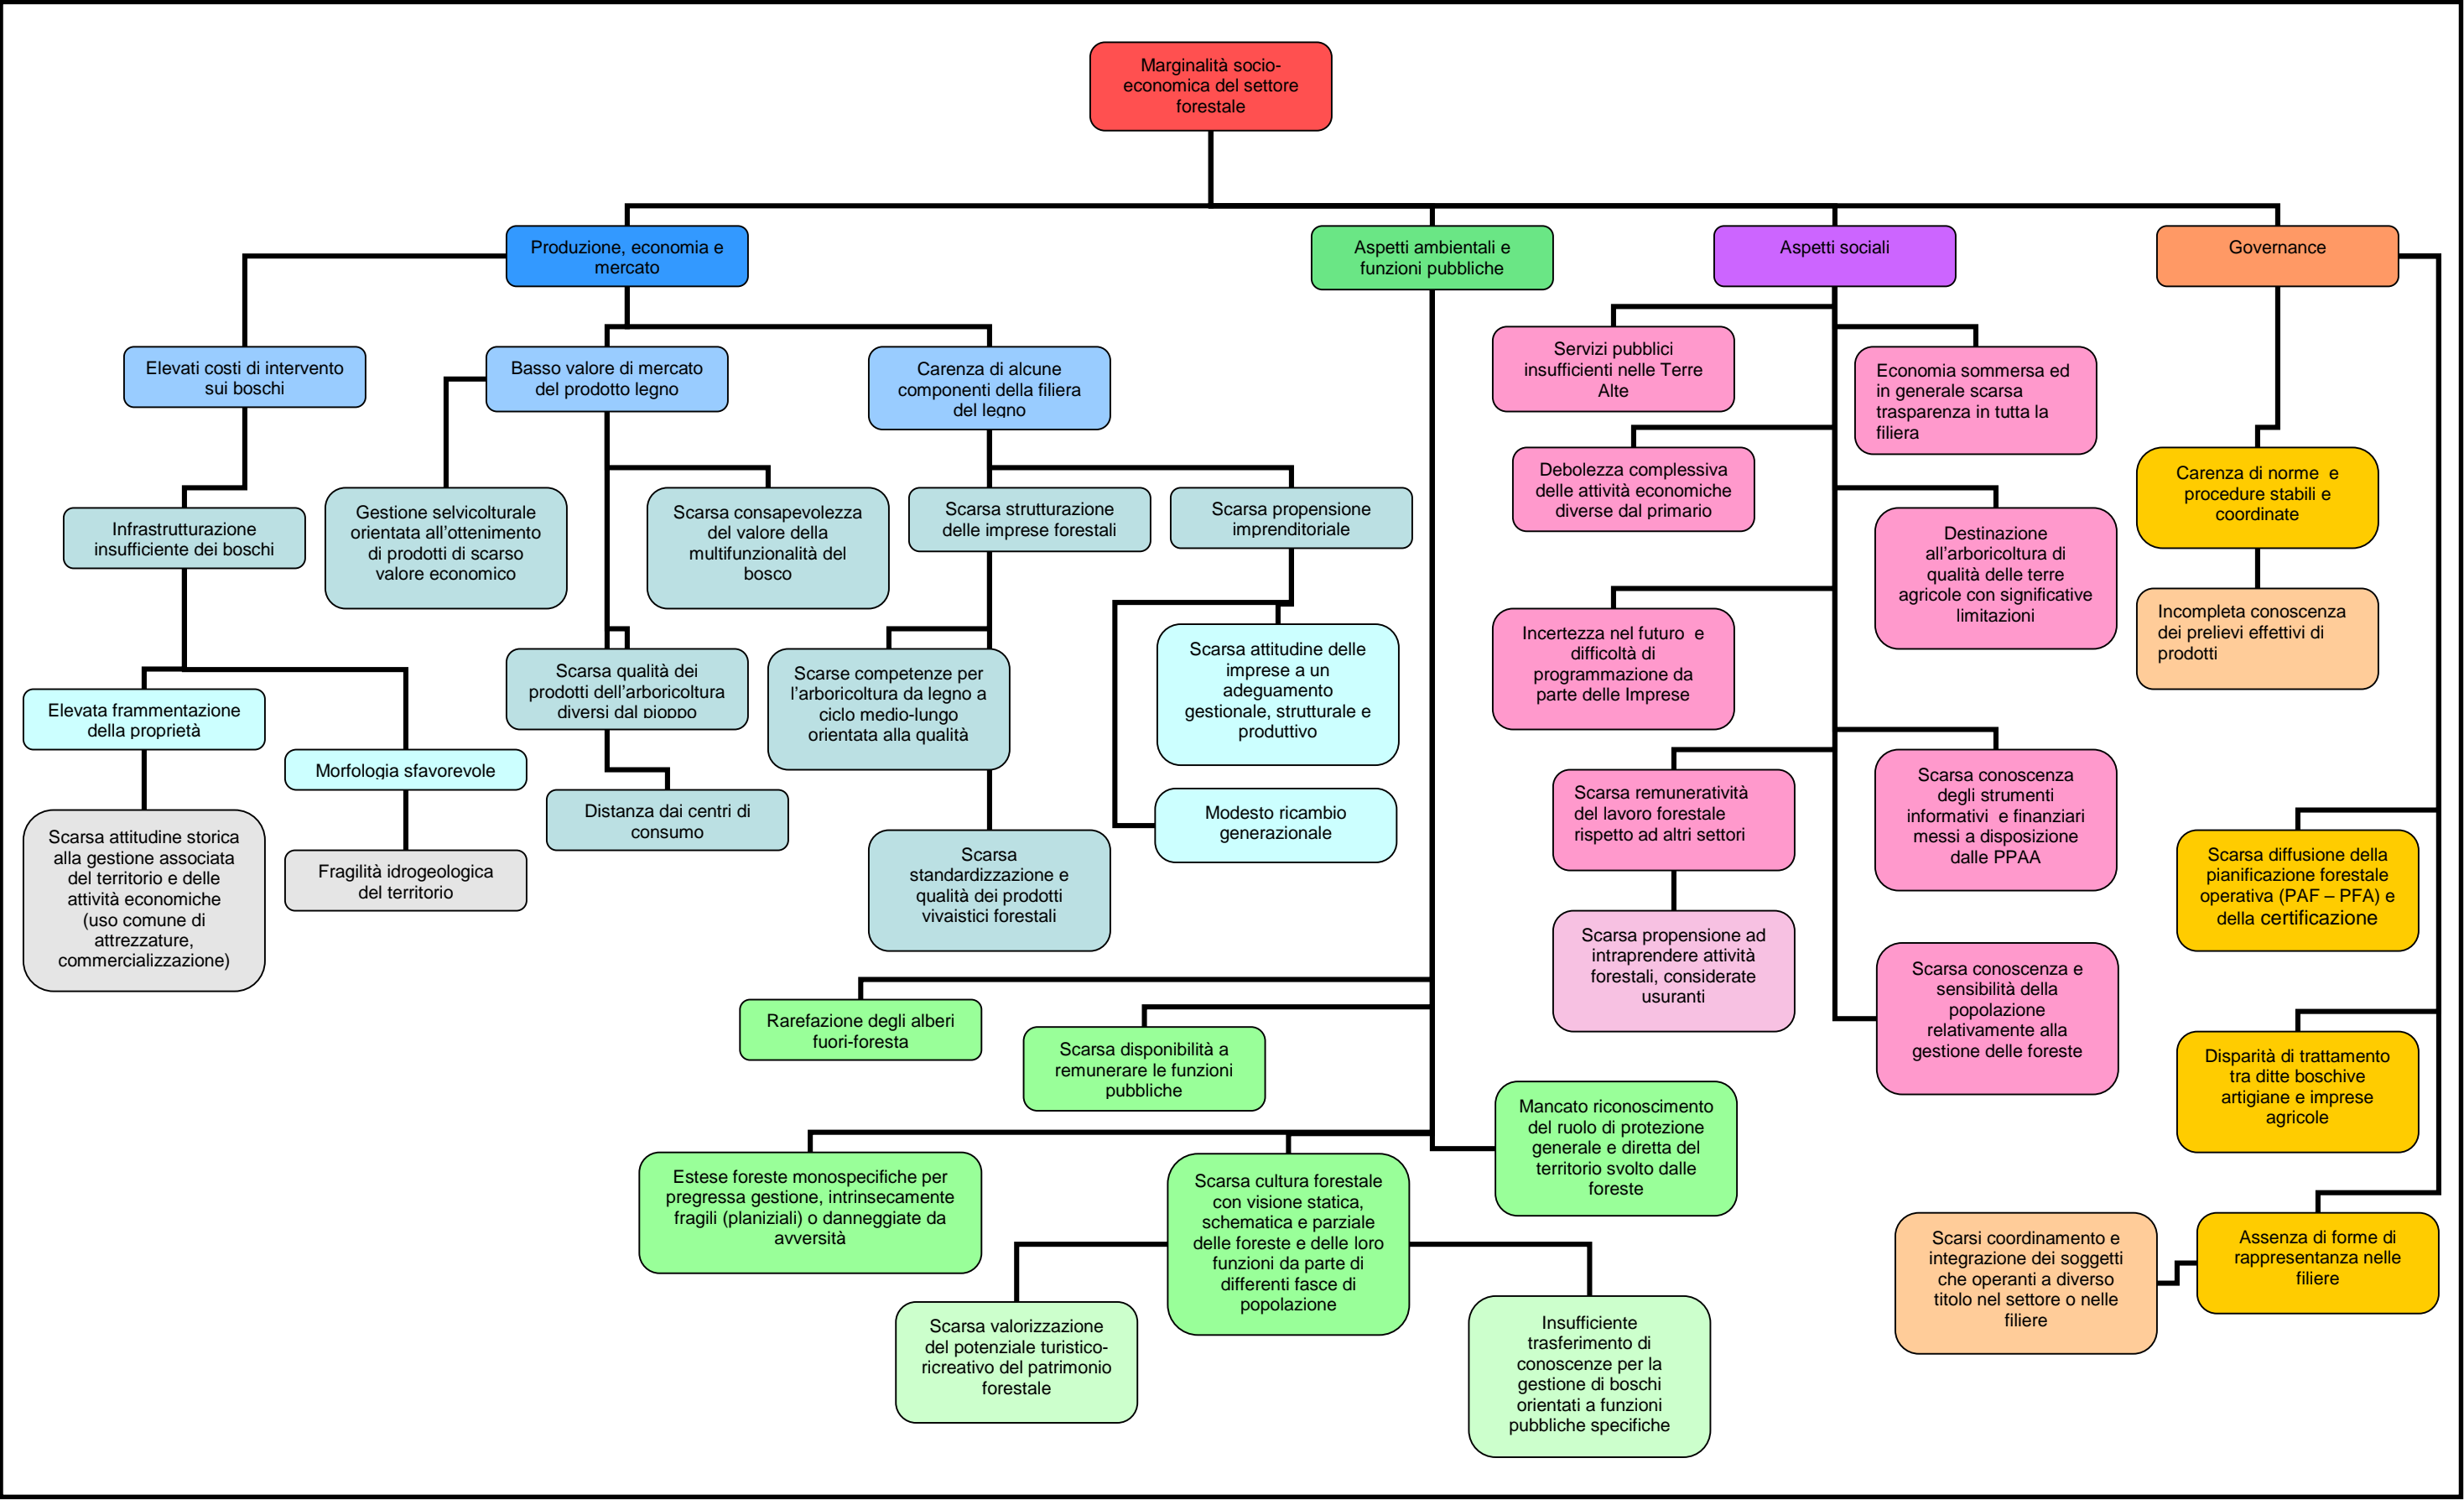 Marginalità socio-
economica del settore
forestale
Produzione, economia e
mercato
Aspetti ambientali e
funzioni pubbliche
Aspetti sociali
Governance
Elevati costi di intervento
sui boschi
Basso valore di mercato
del prodotto legno
Carenza di alcune
componenti della filiera
del legno
Servizi pubblici
insufficienti nelle Terre
Alte
Economia sommersa ed
in generale scarsa
trasparenza in tutta la
filiera
Debolezza complessiva
delle attività economiche
diverse dal primario
Carenza di norme e
procedure stabili e
coordinate
Infrastrutturazione
insufficiente dei boschi
Gestione selvicolturale
orientata all’ottenimento
di prodotti di scarso
valore economico
Scarsa consapevolezza
del valore della
multifunzionalità del
bosco
Scarsa strutturazione
delle imprese forestali
Scarsa propensione
imprenditoriale
Destinazione
all’arboricoltura di
qualità delle terre
agricole con significative
limitazioni
Incompleta conoscenza
dei prelievi effettivi di
prodotti
Incertezza nel futuro e
difficoltà di
programmazione da
parte delle Imprese
Scarsa qualità dei
prodotti dell’arboricoltura
diversi dal pioppo
Scarse competenze per
l’arboricoltura da legno a
ciclo medio-lungo
orientata alla qualità
Scarsa attitudine delle
imprese a un
adeguamento
gestionale, strutturale e
produttivo
Elevata frammentazione
della proprietà
Morfologia sfavorevole
Distanza dai centri di
consumo
Modesto ricambio
generazionale
Scarsa remuneratività
del lavoro forestale
rispetto ad altri settori
Scarsa conoscenza
degli strumenti
informativi e finanziari
messi a disposizione
dalle PPAA
Scarsa attitudine storica
alla gestione associata
del territorio e delle
attività economiche
(uso comune di
attrezzature,
commercializzazione)
Fragilità idrogeologica
del territorio
Scarsa
standardizzazione e
qualità dei prodotti
vivaistici forestali
Scarsa diffusione della
pianificazione forestale
operativa (PAF – PFA) e
della certificazione
Scarsa propensione ad
intraprendere attività
forestali, considerate
usuranti
Scarsa conoscenza e
sensibilità della
popolazione
relativamente alla
gestione delle foreste
Rarefazione degli alberi
fuori-foresta
Scarsa disponibilità a
remunerare le funzioni
pubbliche
Disparità di trattamento
tra ditte boschive
artigiane e imprese
agricole
Mancato riconoscimento
del ruolo di protezione
generale e diretta del
territorio svolto dalle
foreste
Estese foreste monospecifiche per
pregressa gestione, intrinsecamente
fragili (planiziali) o danneggiate da
avversità
Scarsa cultura forestale
con visione statica,
schematica e parziale
delle foreste e delle loro
funzioni da parte di
differenti fasce di
popolazione
Scarsi coordinamento e
integrazione dei soggetti
che operanti a diverso
titolo nel settore o nelle
filiere
Assenza di forme di
rappresentanza nelle
filiere
Scarsa valorizzazione
del potenziale turistico-
ricreativo del patrimonio
forestale
Insufficiente
trasferimento di
conoscenze per la
gestione di boschi
orientati a funzioni
pubbliche specifiche